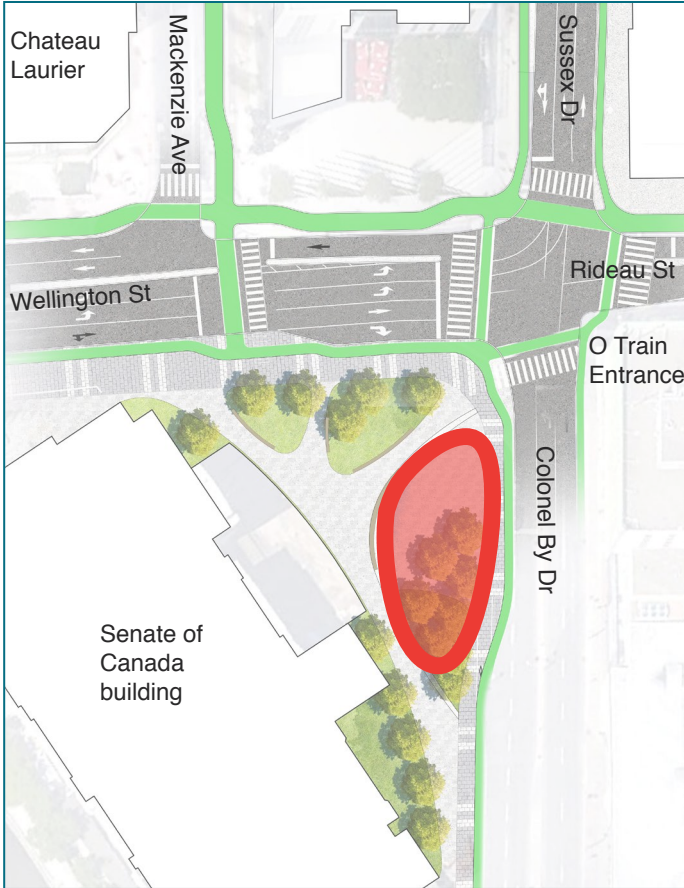 Chateau
Laurier
Mackenzie Ave
Sussex Dr
Wellington St
Rideau St
O Train
Entrance
Colonel By Dr
Senate of
Canada
building